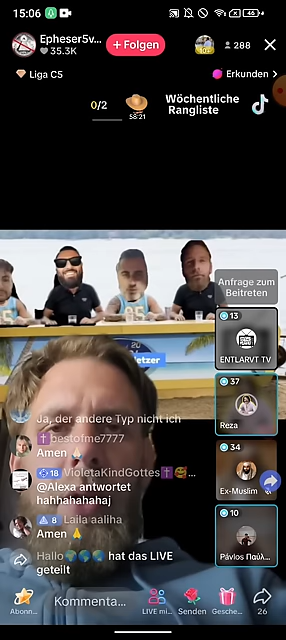 15:06
46
Epheser5v...
35.3K
+ Folgen
288
Liga C5
Erkunden >
0/2
58:21
Wöchentliche
Rangliste
Anfrage zum
Beitreten
13
ENTLARVT TV
37
Reza
34
Ex-Muslim
10
Pávlos Παύλ...
Ja, der andere Typ nicht ich
bestofme7777
Amen 🙏🏻
18 VioletaKindGottes✝️🥰...
@Alexa antwortet
hahhahahahaj
8 Laila aaliha
Amen 🙏
Hallo🌍🌍🌏 hat das LIVE
geteilt
Abonn...
Kommenta...
LIVE mi...
Senden
Gesche...
26